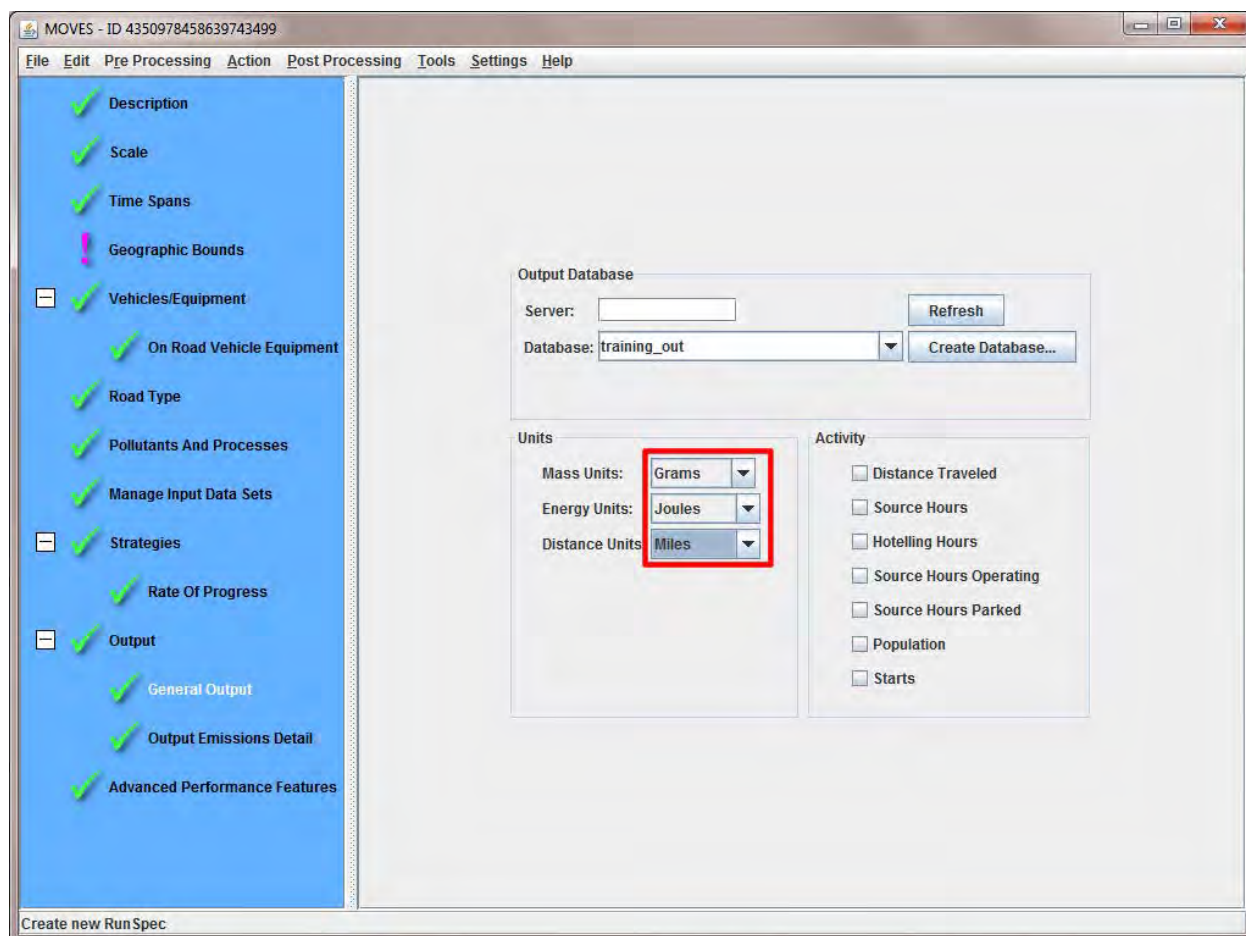 MOVES - ID 4350978458639743499
File Edit Pre Processing Action Post Processing Tools Settings Help
Description
Scale
Time Spans
Geographic Bounds
Vehicles/Equipment
On Road Vehicle Equipment
Road Type
Pollutants And Processes
Manage Input Data Sets
Strategies
Rate Of Progress
Output
General Output
Output Emissions Detail
Advanced Performance Features
Output Database
Server:
Refresh
Database: training_out
Create Database...
Units
Mass Units: Grams
Energy Units: Joules
Distance Units Miles
Activity
Distance Traveled
Source Hours
Hotelling Hours
Source Hours Operating
Source Hours Parked
Population
Starts
Create new RunSpec